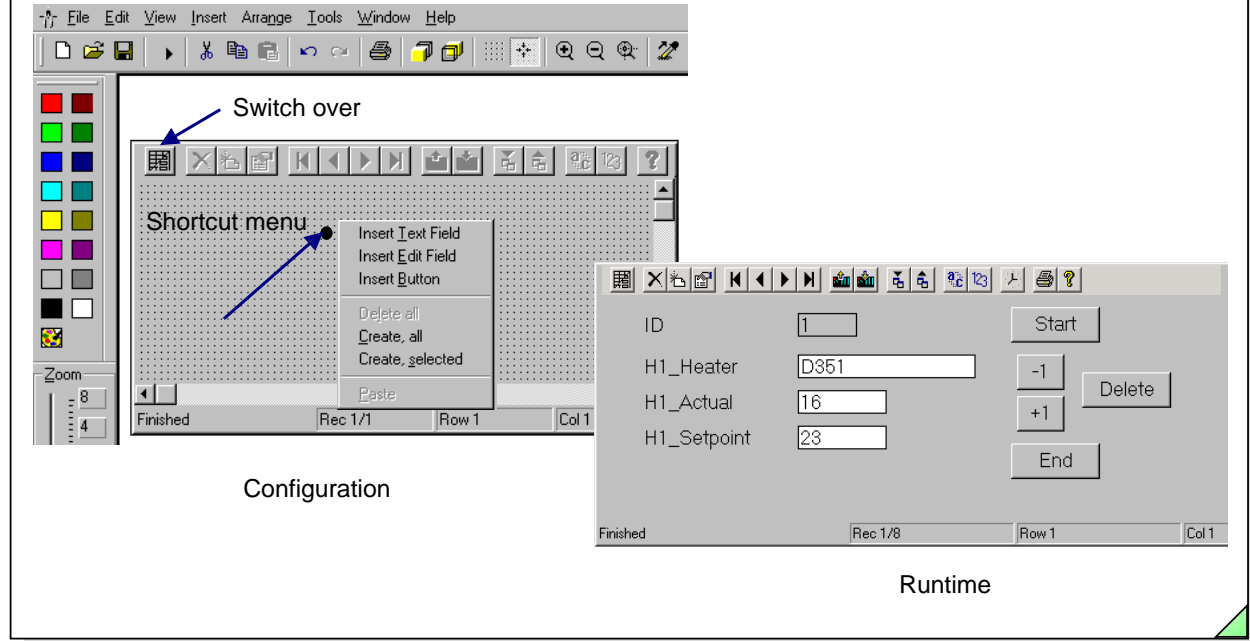 File Edit View Insert Arrange Tools Window Help
Switch over
a b c 123 ?
Shortcut menu
Insert Text Field
Insert Edit Field
Insert Button
Delete all
Create, all
Create, selected
Paste
Zoom
8
4
Finished Rec 1/1 Row 1 Col 1
a b c 123 ?
ID 1 Start
H1_Heater D351 -1
Delete
H1_Actual 16 +1
H1_Setpoint 23
End
Finished Rec 1/8 Row 1 Col 1
Configuration
Runtime